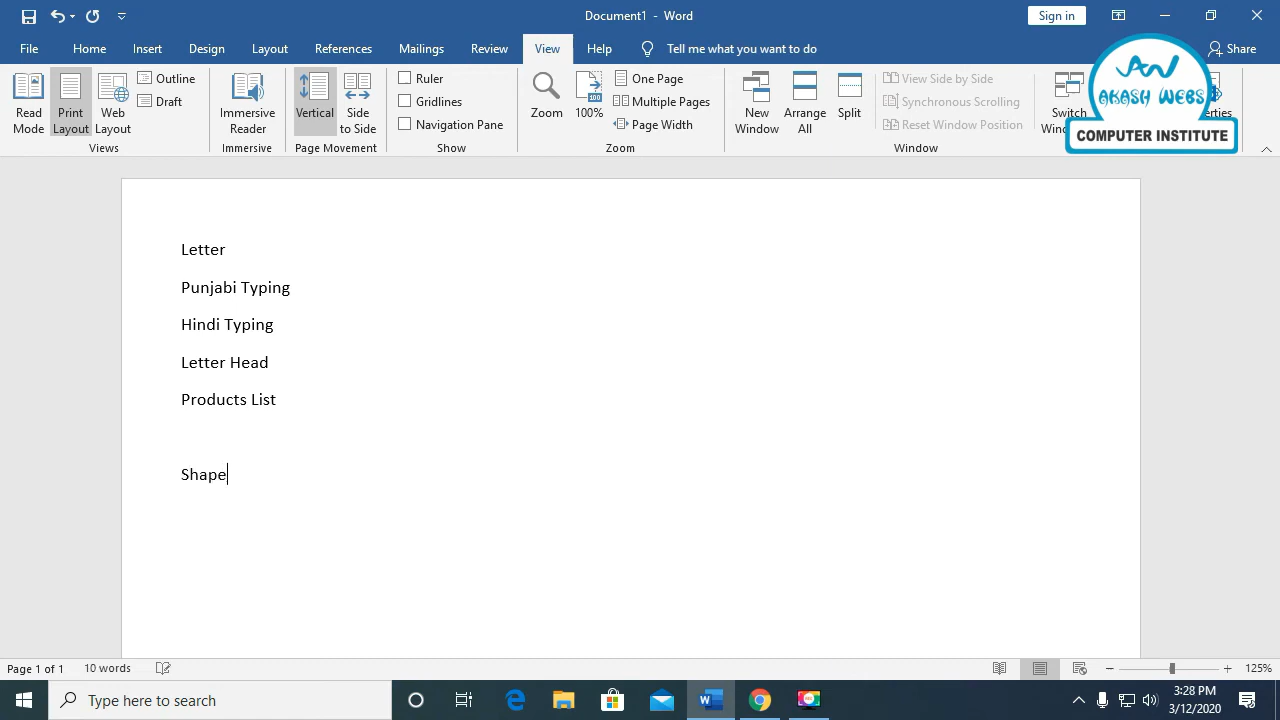 Document1 - Word
Sign in
File Home Insert Design Layout References Mailings Review View Help Tell me what you want to do Share
Read Mode
Print Layout
Web Layout
Outline
Draft
Views
Immersive Reader
Immersive
Vertical
Side to Side
Page Movement
Ruler
Gridlines
Navigation Pane
Show
Zoom
100
100%
One Page
Multiple Pages
Page Width
Zoom
New Window
Arrange All
Split
View Side by Side
Synchronous Scrolling
Reset Window Position
Switch
Window
AW
AKASH WEBS
COMPUTER INSTITUTE
Letter
Punjabi Typing
Hindi Typing
Letter Head
Products List
Shape
Page 1 of 1 10 words 125%
Type here to search
3:28 PM
3/12/2020